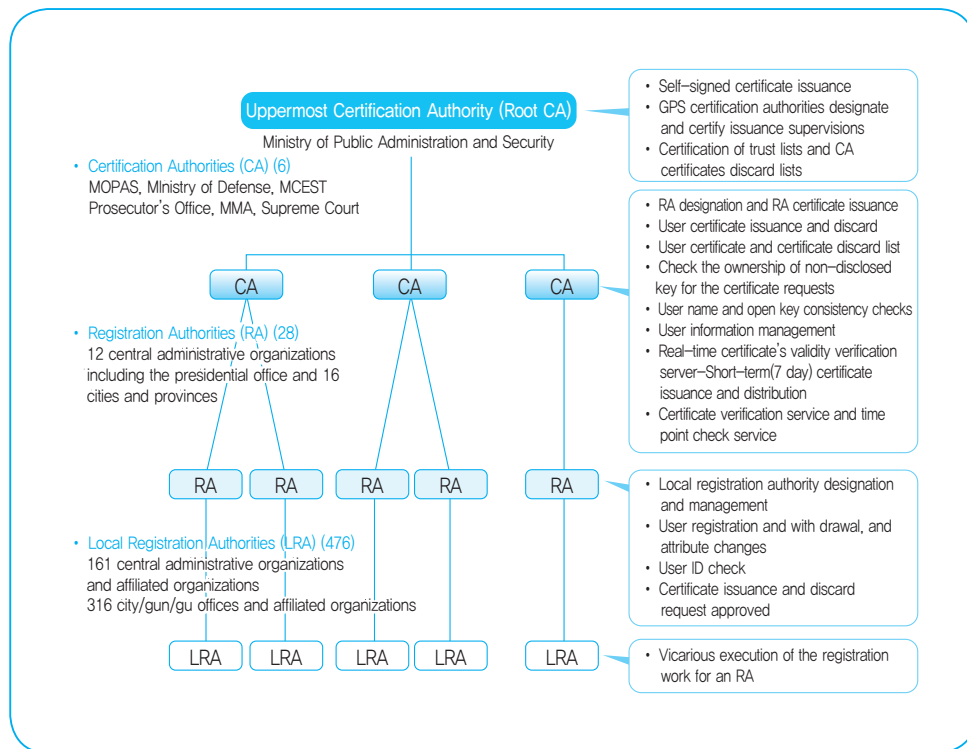 Uppermost Certification Authority (Root CA)
Ministry of Public Administration and Security
• Self-signed certificate issuance
• GPS certification authorities designate
and certify issuance supervisions
• Certification of trust lists and CA
certificates discard lists
• Certification Authorities (CA) (6)
MOPAS, MInistry of Defense, MCEST
Prosecutor's Office, MMA, Supreme Court
CA CA CA
• RA designation and RA certificate issuance
• User certificate issuance and discard
• User certificate and certificate discard list
• Check the ownership of non-disclosed
key for the certificate requests
• User name and open key consistency checks
• User information management
• Real-time certificate's validity verification
server-Short-term(7 day) certificate
issuance and distribution
• Certificate verification service and time
point check service
• Registration Authorities (RA) (28)
12 central administrative organizations
including the presidential office and 16
cities and provinces
RA RA RA RA RA
• Local registration authority designation
and management
• User registration and with drawal, and
attribute changes
• User ID check
• Certificate issuance and discard
request approved
• Local Registration Authorities (LRA) (476)
161 central administrative organizations
and affiliated organizations
316 city/gun/gu offices and affiliated organizations
LRA LRA LRA LRA LRA
• Vicarious execution of the registration
work for an RA